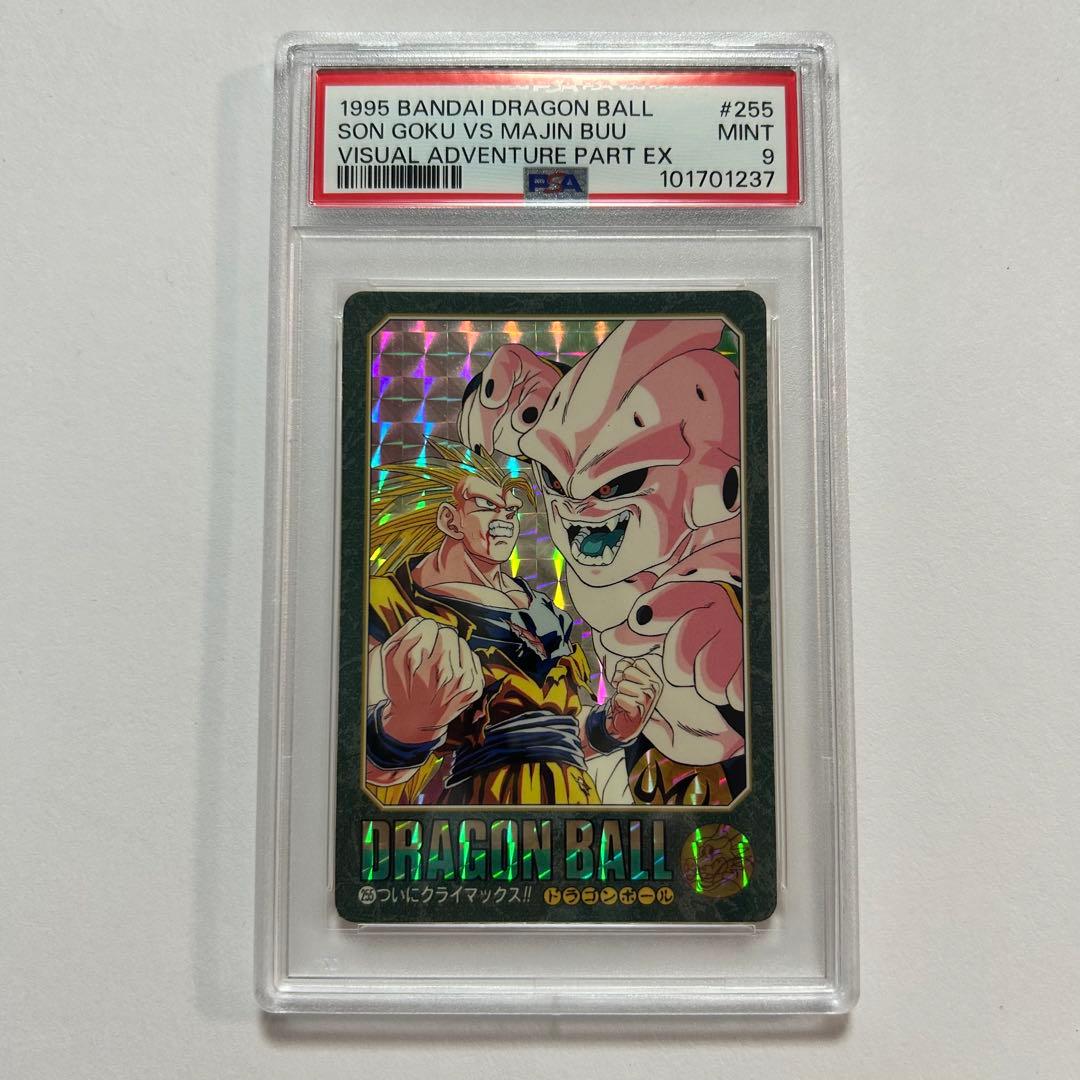 1995 BANDAI DRAGON BALL #255
SON GOKU VS MAJIN BUU MINT
VISUAL ADVENTURE PART EX 9
PSA 101701237
DRAGON BALL
255 ついにクライマックス!! ドラゴンボール